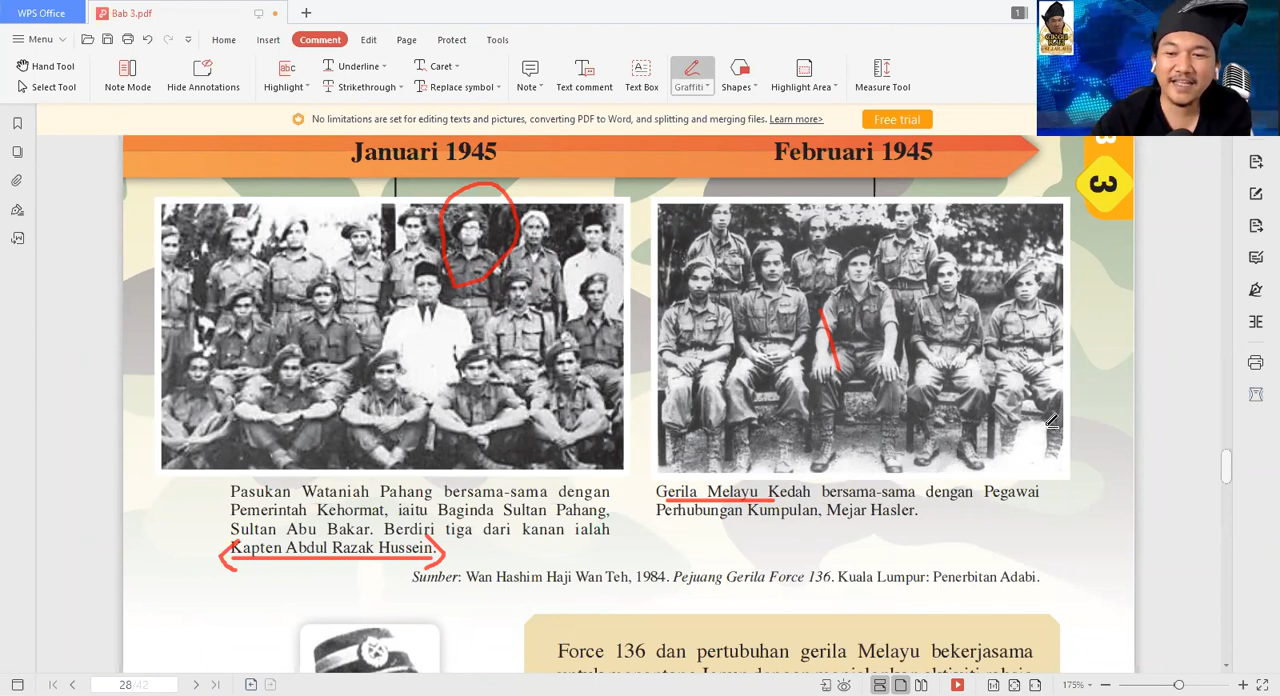 WPS Office
Bab 3.pdf
1
Menu
Home Insert Comment Edit Page Protect Tools
Hand Tool
Select Tool
Note Mode
Hide Annotations
Highlight
Underline
Strikethrough
Caret
Replace symbol
Note
Text comment
Text Box
Graffiti
Shapes
Highlight Area
Measure Tool
No limitations are set for editing texts and pictures, converting PDF to Word, and splitting and merging files. Learn more>
Free trial
Januari 1945
Februari 1945
3
Pasukan Wataniah Pahang bersama-sama dengan
Pemerintah Kehormat, iaitu Baginda Sultan Pahang,
Sultan Abu Bakar. Berdiri tiga dari kanan ialah
Kapten Abdul Razak Hussein.
Gerila Melayu Kedah bersama-sama dengan Pegawai
Perhubungan Kumpulan, Mejar Hasler.
Sumber: Wan Hashim Haji Wan Teh, 1984. Pejuang Gerila Force 136. Kuala Lumpur: Penerbitan Adabi.
Force 136 dan pertubuhan gerila Melayu bekerjasama
28/42
175%